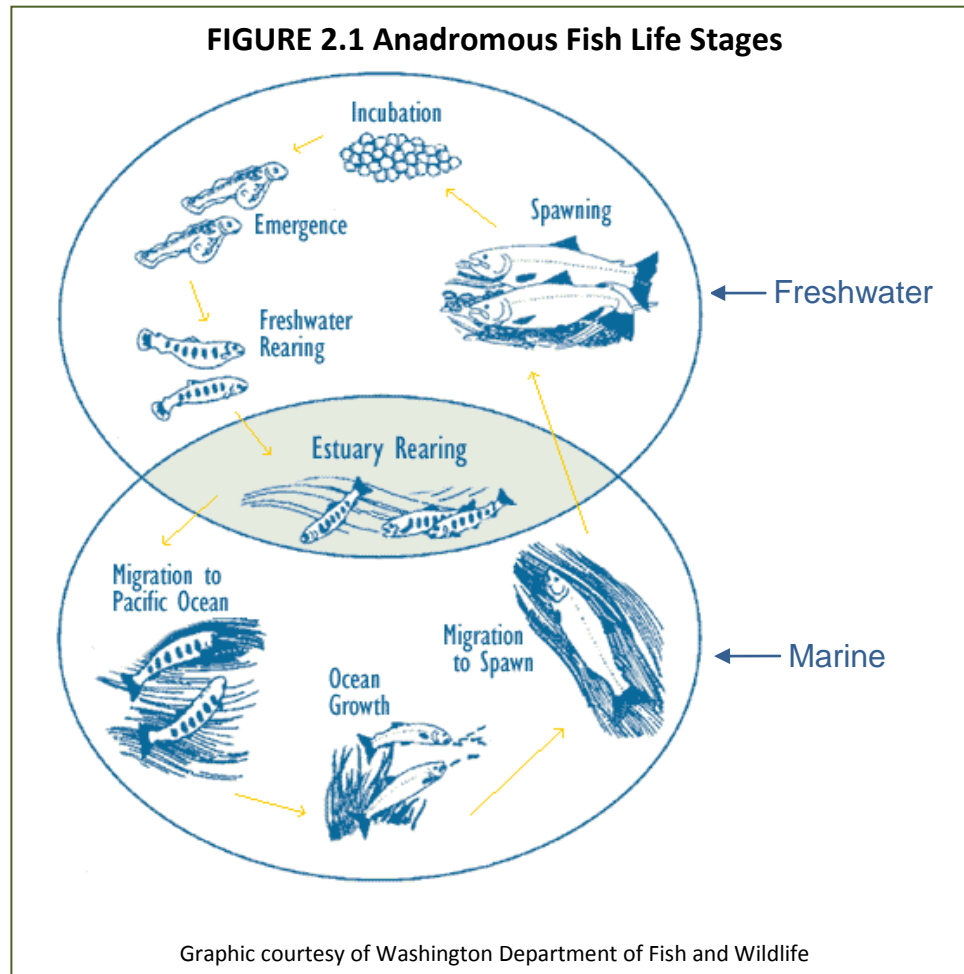 FIGURE 2.1 Anadromous Fish Life Stages
Incubation
Emergence
Spawning
Freshwater
Freshwater
Rearing
Estuary Rearing
Migration to
Pacific Ocean
Migration
to Spawn
Marine
Ocean
Growth
Graphic courtesy of Washington Department of Fish and Wildlife